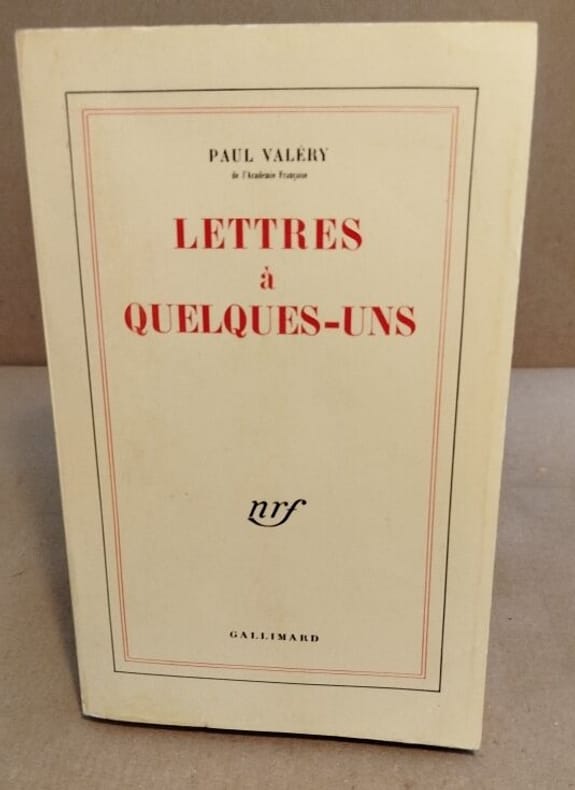 PAUL VALÉRY
de l'Académie Française
LETTRES
à
QUELQUES-UNS
nrf
GALLIMARD